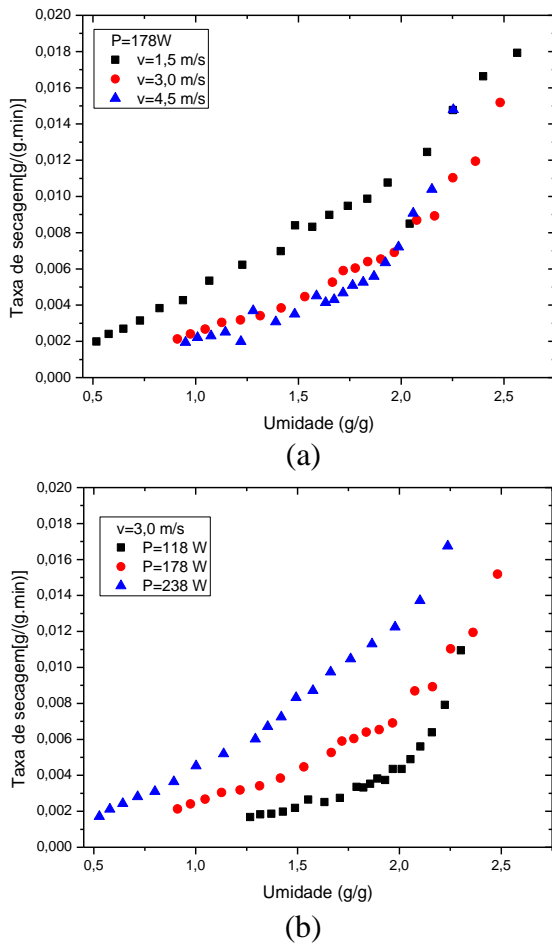 P=178W
v=1,5 m/s
v=3,0 m/s
v=4,5 m/s
Taxa de secagem[g/(g.min)]
0,020
0,018
0,016
0,014
0,012
0,010
0,008
0,006
0,004
0,002
0,000
0,5 1,0 1,5 2,0 2,5
Umidade (g/g)
(a)
v=3,0 m/s
P=118 W
P=178 W
P=238 W
Taxa de secagem[g/(g.min)]
0,020
0,018
0,016
0,014
0,012
0,010
0,008
0,006
0,004
0,002
0,000
0,5 1,0 1,5 2,0 2,5
Umidade (g/g)
(b)